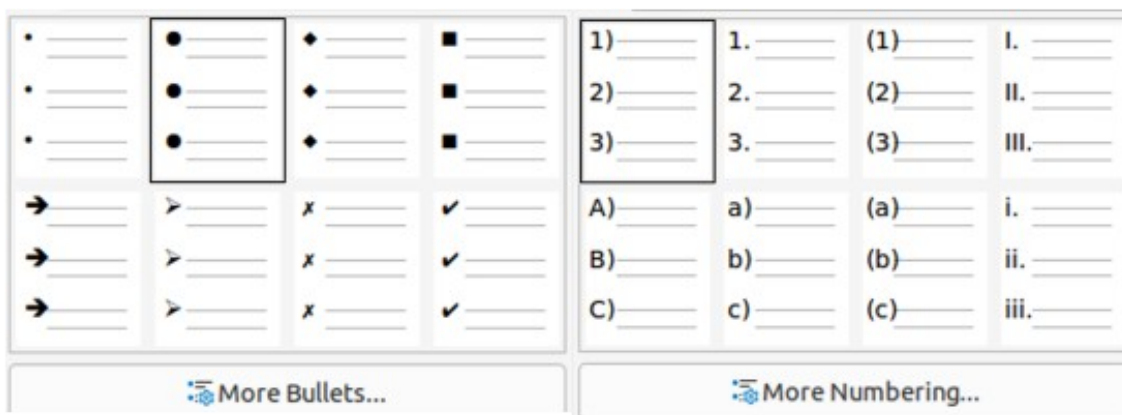 1) 1. (1) I.
2) 2. (2) II.
3) 3. (3) III.
A) a) (a) i.
B) b) (b) ii.
C) c) (c) iii.
More Bullets... More Numbering...